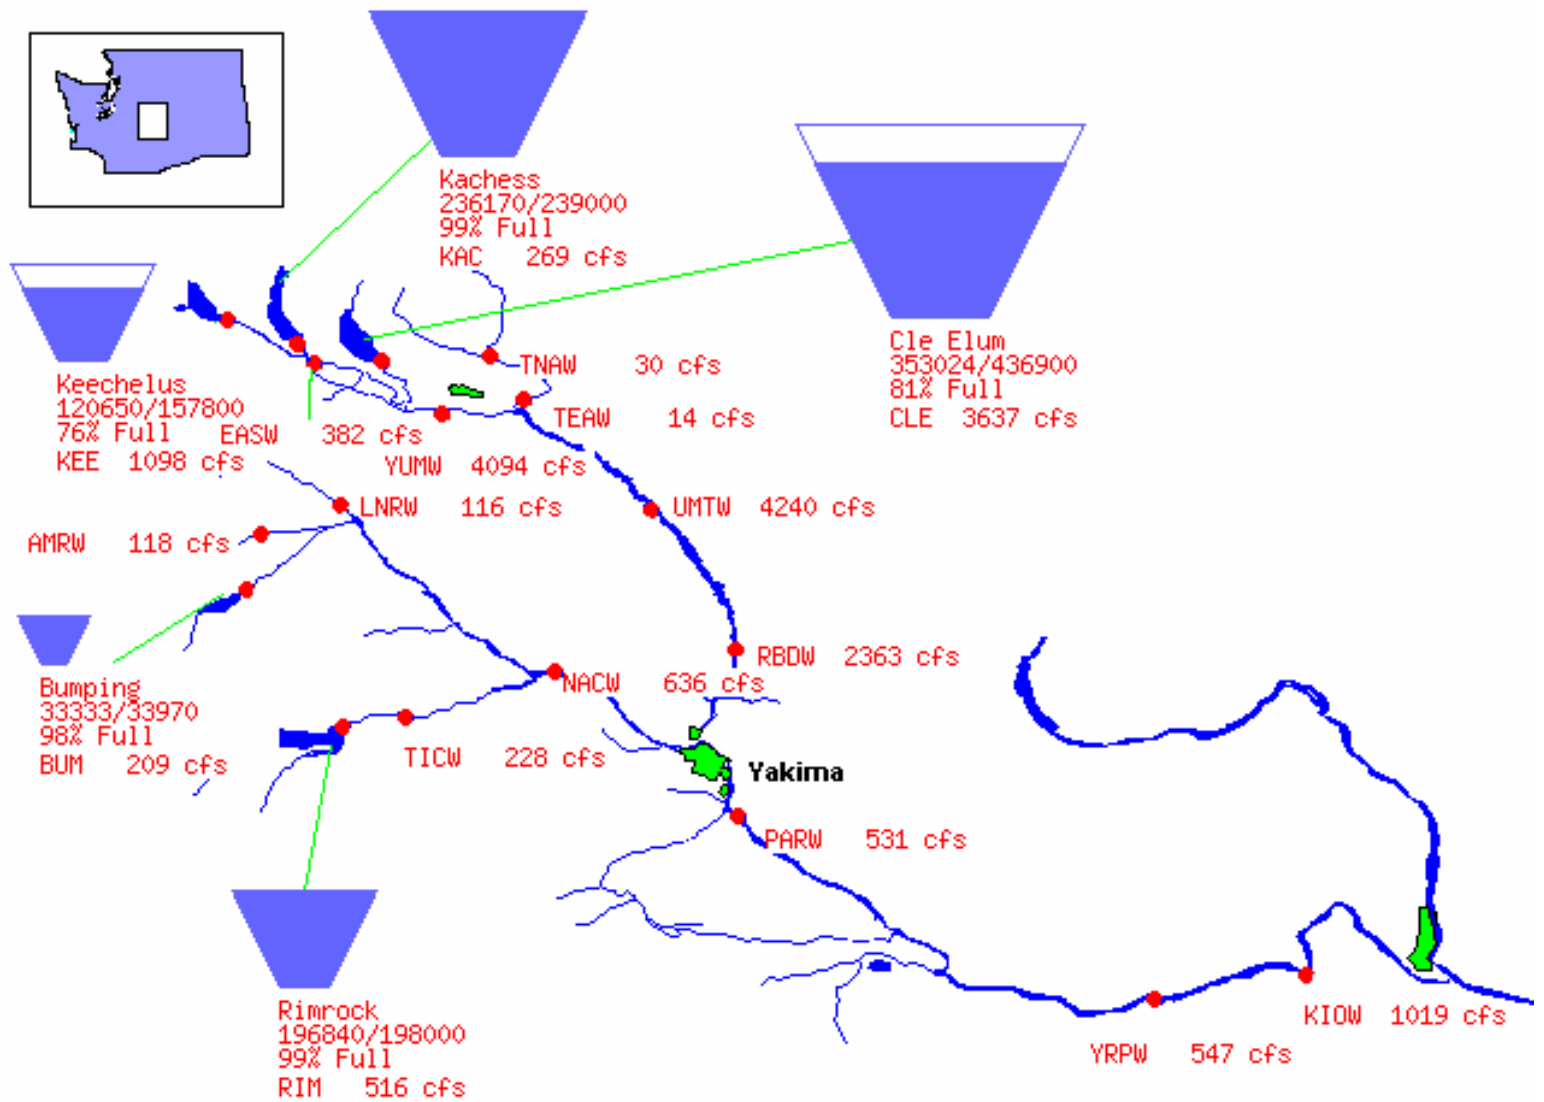 Kachess
236170/239000
99% Full
KAC 269 cfs
Cle Elum
353024/436900
81% Full
CLE 3637 cfs
Keechelus
120650/157800
76% Full
KEE 1098 cfs
TNAW 30 cfs
TEAW 14 cfs
EASW 382 cfs
YUMW 4094 cfs
LNRW 116 cfs
UMTW 4240 cfs
AMRW 118 cfs
Bumping
33333/33970
98% Full
BUM 209 cfs
RBDW 2363 cfs
NACW 636 cfs
TICW 228 cfs
Yakima
PARW 531 cfs
Rimrock
196840/198000
99% Full
RIM 516 cfs
KIOW 1019 cfs
YRPW 547 cfs